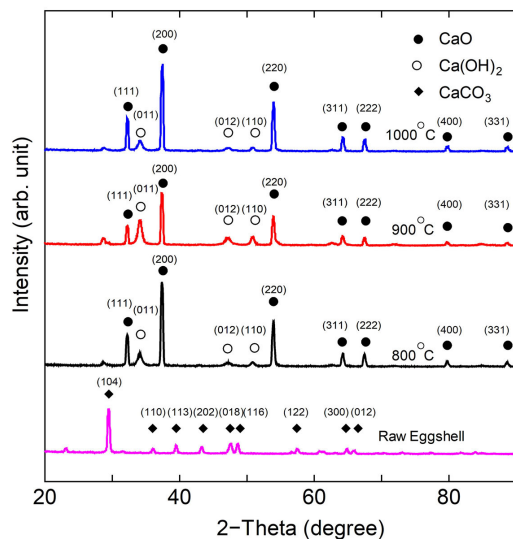 (200)
● CaO
(111)
(220)
○ Ca(OH)2
(011)
◆ CaCO3
(012) (110)
(311) (222)
(400) (331)
1000 °C
(200)
(111) (011)
(220)
(012) (110)
(311) (222)
(400) (331)
900 °C
(200)
(111) (011)
(220)
(012) (110)
(311) (222)
(400) (331)
800 °C
(104)
(110) (113) (202) (018) (116) (122) (300) (012)
Raw Eggshell
20 40 60 80
2−Theta (degree)
Intensity (arb. unit)